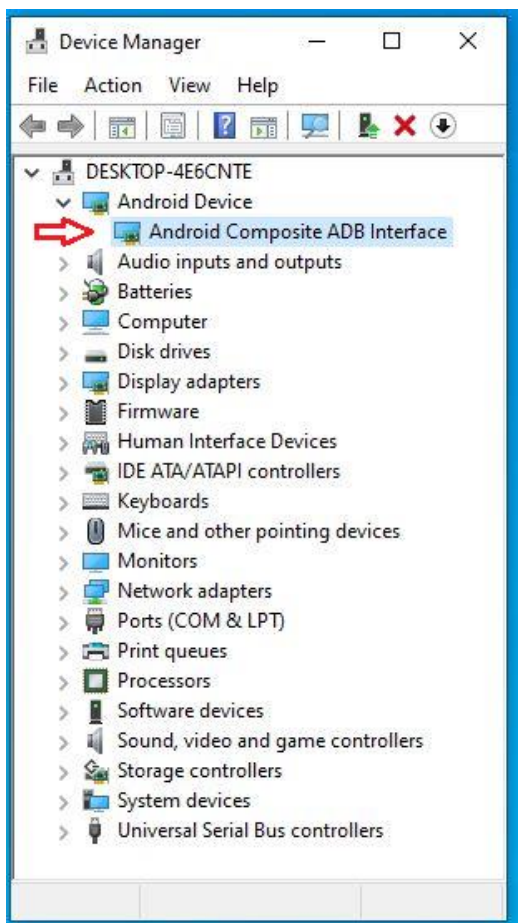 Device Manager
File Action View Help
DESKTOP-4E6CNTE
Android Device
Android Composite ADB Interface
Audio inputs and outputs
Batteries
Computer
Disk drives
Display adapters
Firmware
Human Interface Devices
IDE ATA/ATAPI controllers
Keyboards
Mice and other pointing devices
Monitors
Network adapters
Ports (COM & LPT)
Print queues
Processors
Software devices
Sound, video and game controllers
Storage controllers
System devices
Universal Serial Bus controllers